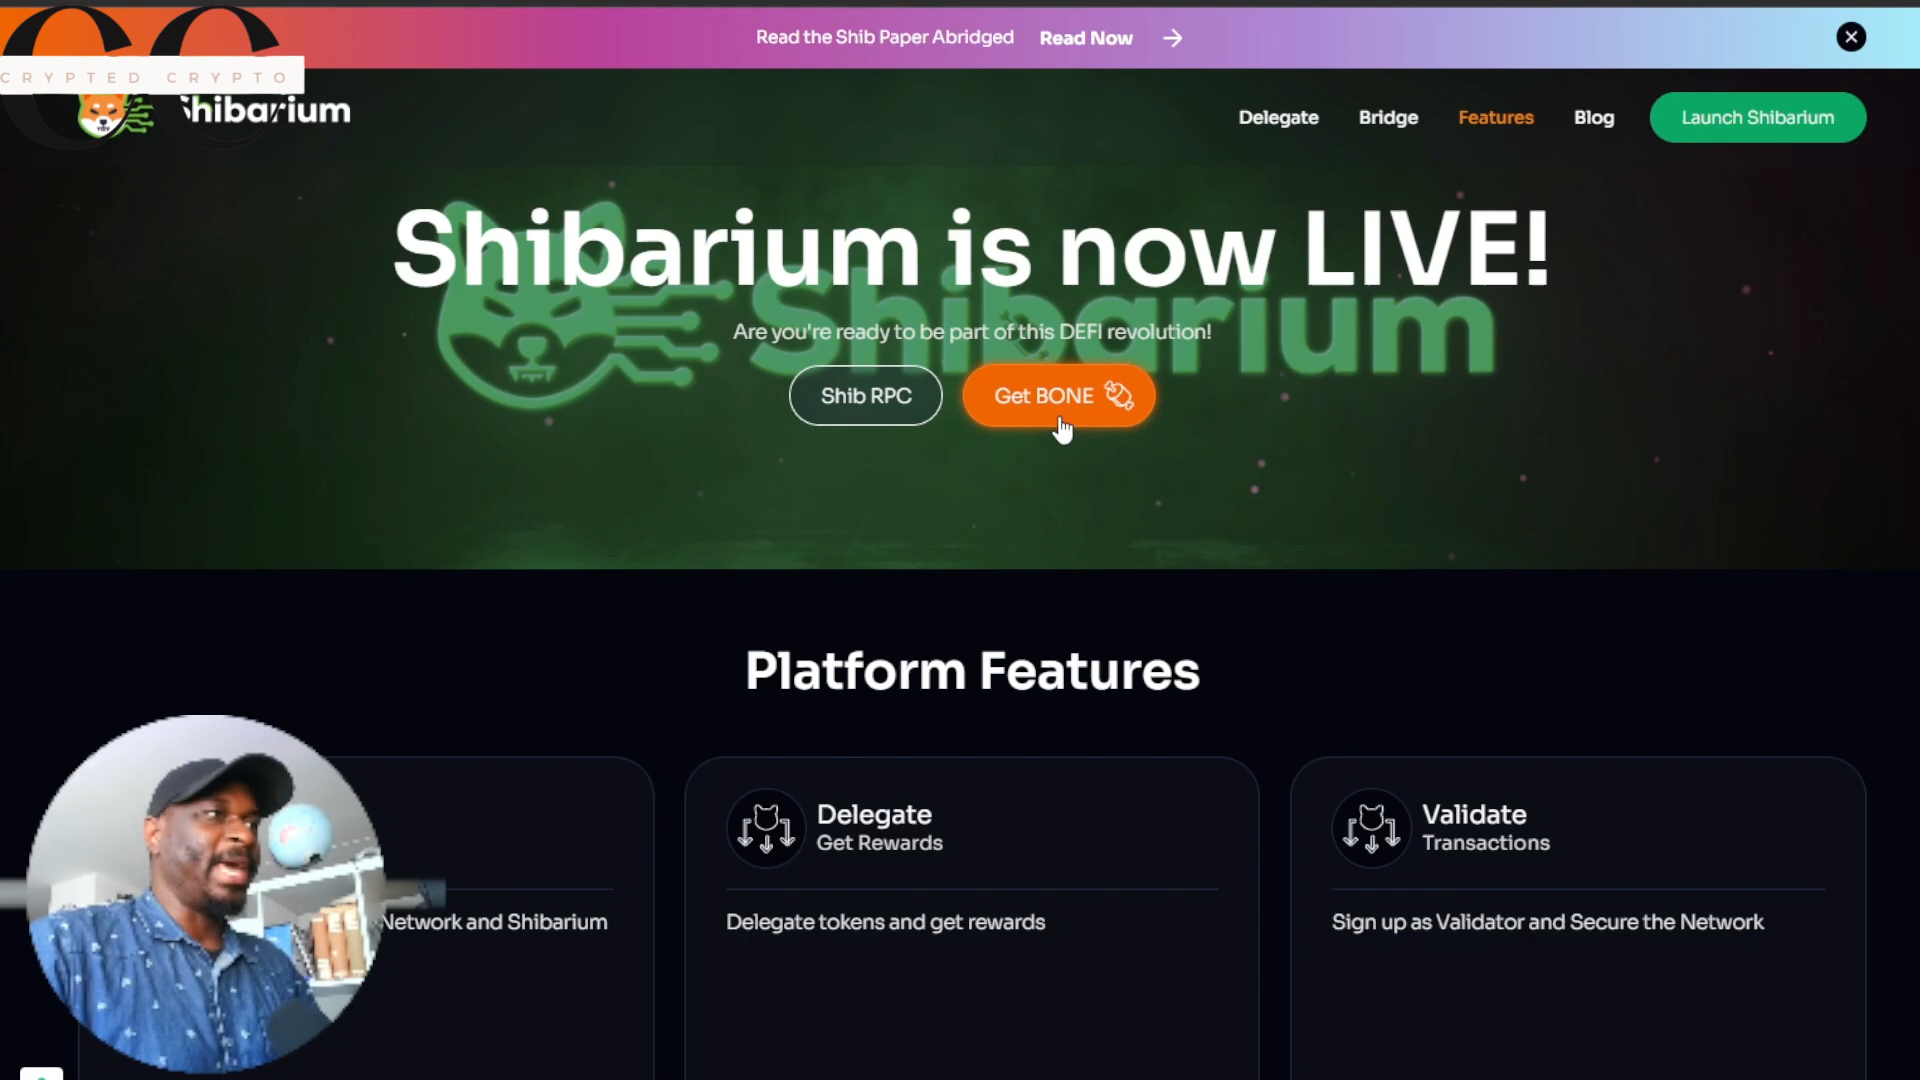 Read the Shib Paper Abridged Read Now
CRYPTED CRYPTO
Shibarium
Delegate Bridge Features Blog Launch Shibarium
Shibarium is now LIVE!
Shibarium
Are you're ready to be part of this DEFI revolution!
Shib RPC Get BONE
Platform Features
Delegate
Get Rewards
Validate
Transactions
Network and Shibarium
Delegate tokens and get rewards
Sign up as Validator and Secure the Network